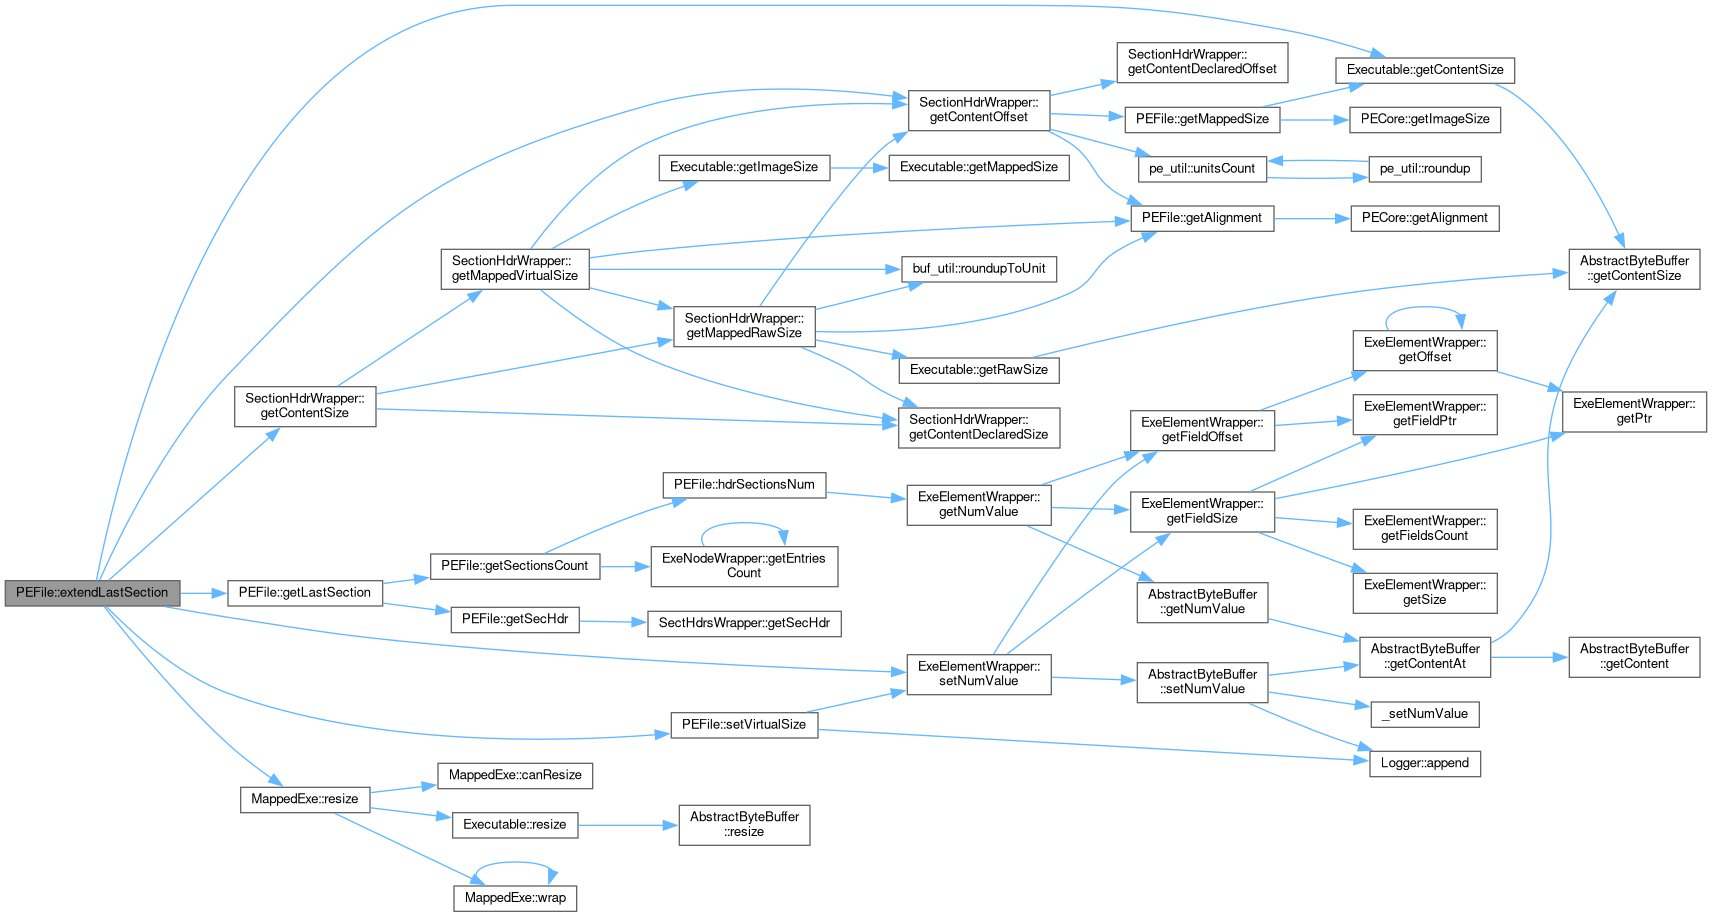 PEFile::extendLastSection
Executable::getContentSize
SectionHdrWrapper::
getContentOffset
SectionHdrWrapper::
getContentDeclaredOffset
PEFile::getMappedSize
PECore::getImageSize
pe_util::unitsCount
pe_util::roundup
PEFile::getAlignment
PECore::getAlignment
AbstractByteBuffer
::getContentSize
Executable::getImageSize
Executable::getMappedSize
SectionHdrWrapper::
getMappedVirtualSize
buf_util::roundupToUnit
SectionHdrWrapper::
getMappedRawSize
Executable::getRawSize
SectionHdrWrapper::
getContentDeclaredSize
SectionHdrWrapper::
getContentSize
ExeElementWrapper::
getOffset
ExeElementWrapper::
getPtr
ExeElementWrapper::
getFieldPtr
ExeElementWrapper::
getFieldOffset
PEFile::hdrSectionsNum
ExeElementWrapper::
getNumValue
ExeElementWrapper::
getFieldSize
ExeElementWrapper::
getFieldsCount
ExeElementWrapper::
getSize
PEFile::getSectionsCount
ExeNodeWrapper::getEntries
Count
PEFile::getLastSection
PEFile::getSecHdr
SectHdrsWrapper::getSecHdr
AbstractByteBuffer
::getNumValue
AbstractByteBuffer
::getContentAt
AbstractByteBuffer
::getContent
ExeElementWrapper::
setNumValue
AbstractByteBuffer
::setNumValue
_setNumValue
PEFile::setVirtualSize
Logger::append
MappedExe::resize
MappedExe::canResize
Executable::resize
AbstractByteBuffer
::resize
MappedExe::wrap